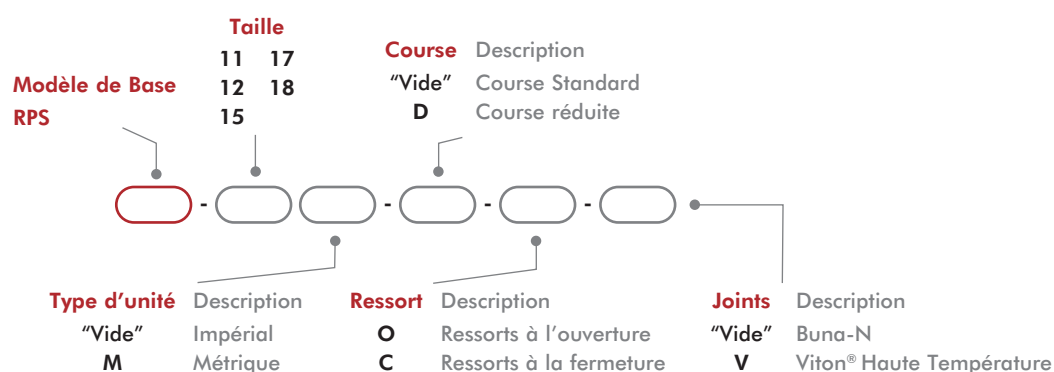 Taille
11 17
12 18
15
Modèle de Base
RPS
Course Description
“Vide” Course Standard
D Course réduite
- - - -
Type d’unité Description
“Vide” Impérial
M Métrique
Ressort Description
O Ressorts à l’ouverture
C Ressorts à la fermeture
Joints Description
“Vide” Buna-N
V Viton® Haute Température